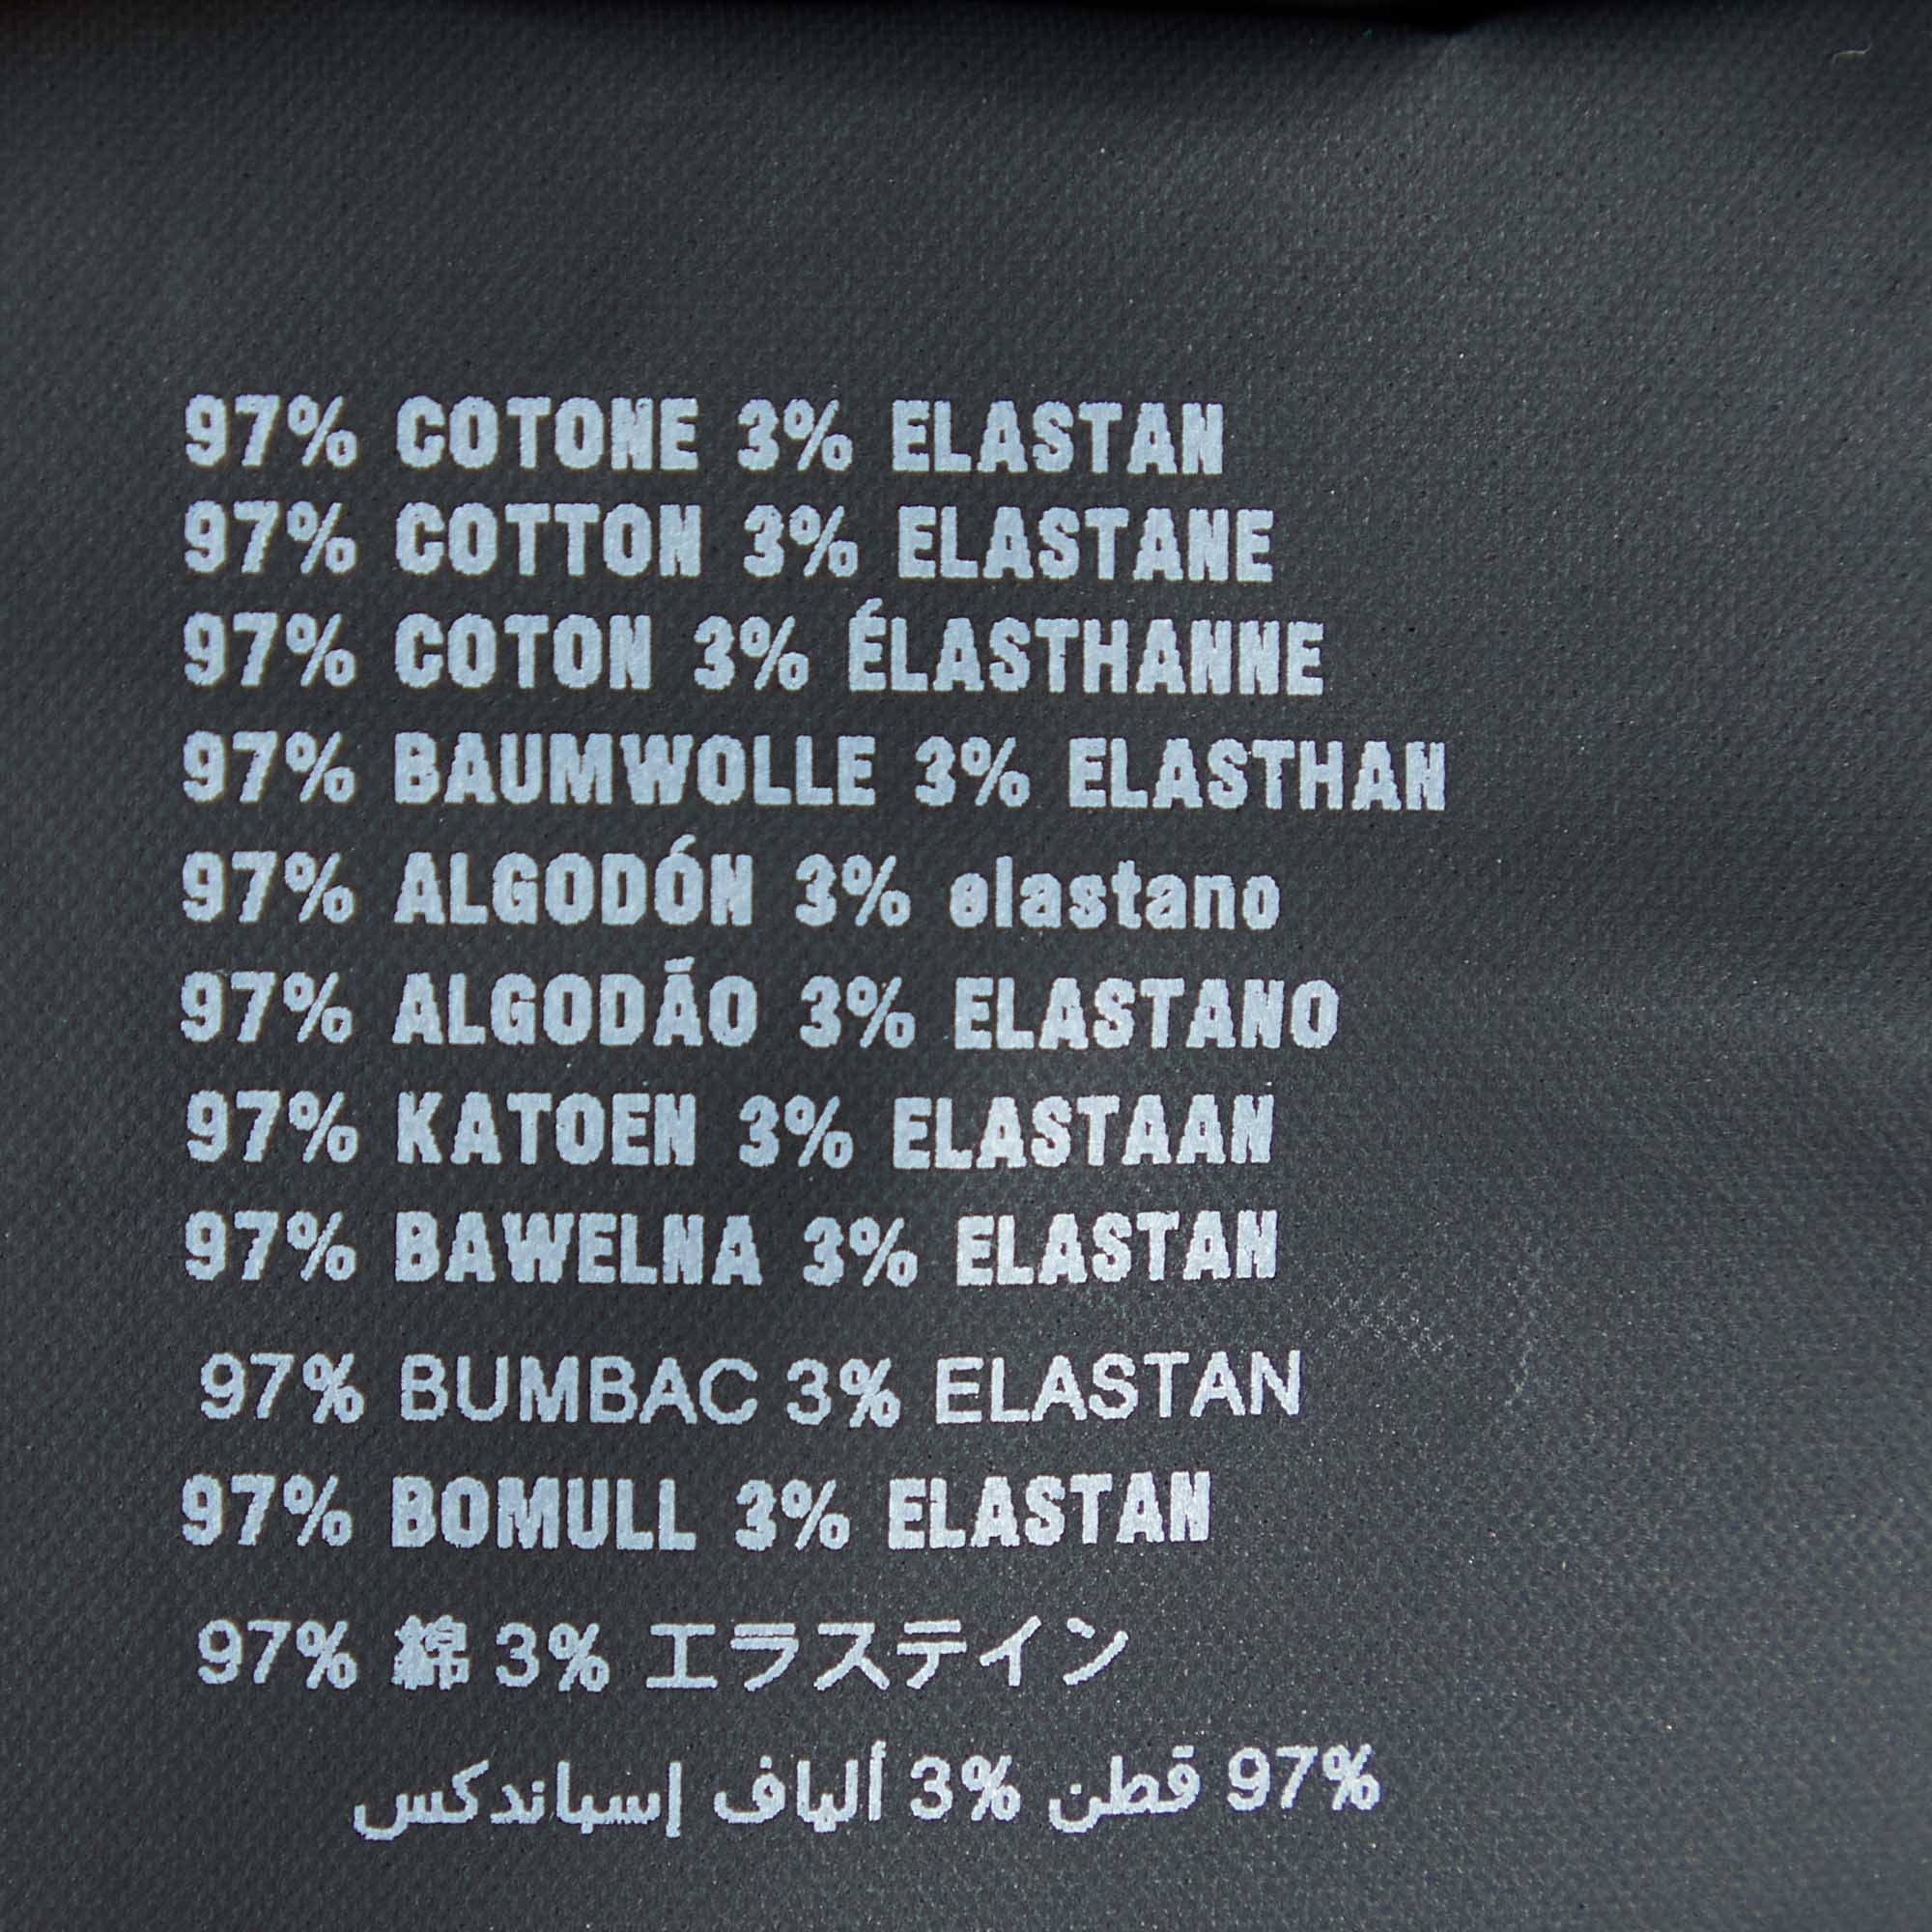 97% COTONE 3% ELASTAN
97% COTTON 3% ELASTANE
97% COTON 3% ÉLASTHANNE
97% BAUMWOLLE 3% ELASTHAN
97% ALGODÓN 3% elastano
97% ALGODÃO 3% ELASTANO
97% KATOEN 3% ELASTAAN
97% BAWELNA 3% ELASTAN
97% BUMBAC 3% ELASTAN
97% BOMULL 3% ELASTAN
97% 綿 3% エラステイン
97% قطن 3% ألياف إسباندكس